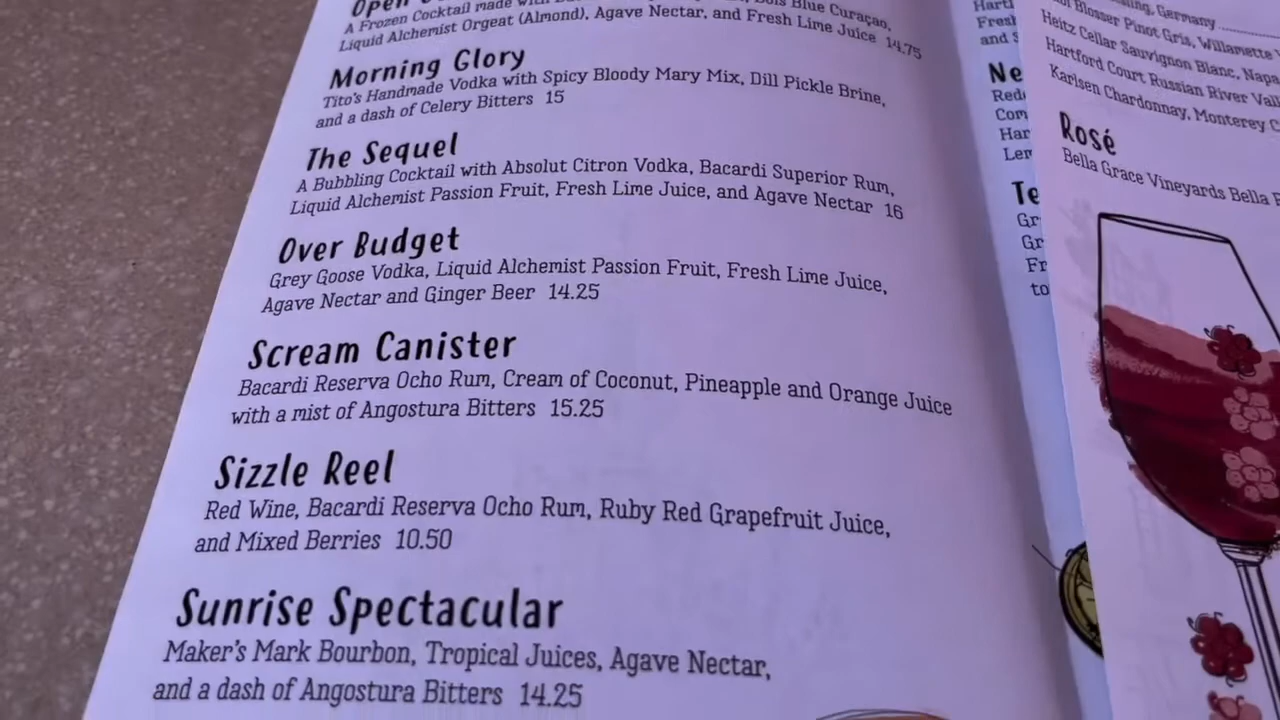 Open
A Frozen Cocktail made with Blue Curaçao,
Liquid Alchemist Orgeat (Almond), Agave Nectar, and Fresh Lime Juice 14.75
Morning Glory
Tito's Handmade Vodka with Spicy Bloody Mary Mix, Dill Pickle Brine,
and a dash of Celery Bitters 15
The Sequel
A Bubbling Cocktail with Absolut Citron Vodka, Bacardi Superior Rum,
Liquid Alchemist Passion Fruit, Fresh Lime Juice, and Agave Nectar 16
Over Budget
Grey Goose Vodka, Liquid Alchemist Passion Fruit, Fresh Lime Juice,
Agave Nectar and Ginger Beer 14.25
Scream Canister
Bacardi Reserva Ocho Rum, Cream of Coconut, Pineapple and Orange Juice
with a mist of Angostura Bitters 15.25
Sizzle Reel
Red Wine, Bacardi Reserva Ocho Rum, Ruby Red Grapefruit Juice,
and Mixed Berries 10.50
Sunrise Spectacular
Maker's Mark Bourbon, Tropical Juices, Agave Nectar,
and a dash of Angostura Bitters 14.25
and
Germany
Blosser Pinot Gris, Willamette
Heitz Cellar Sauvignon Blanc, Napa
Hartford Court Russian River
Karlsen Chardonnay, Monterey
Rosé
Bella Grace Vineyards Bella